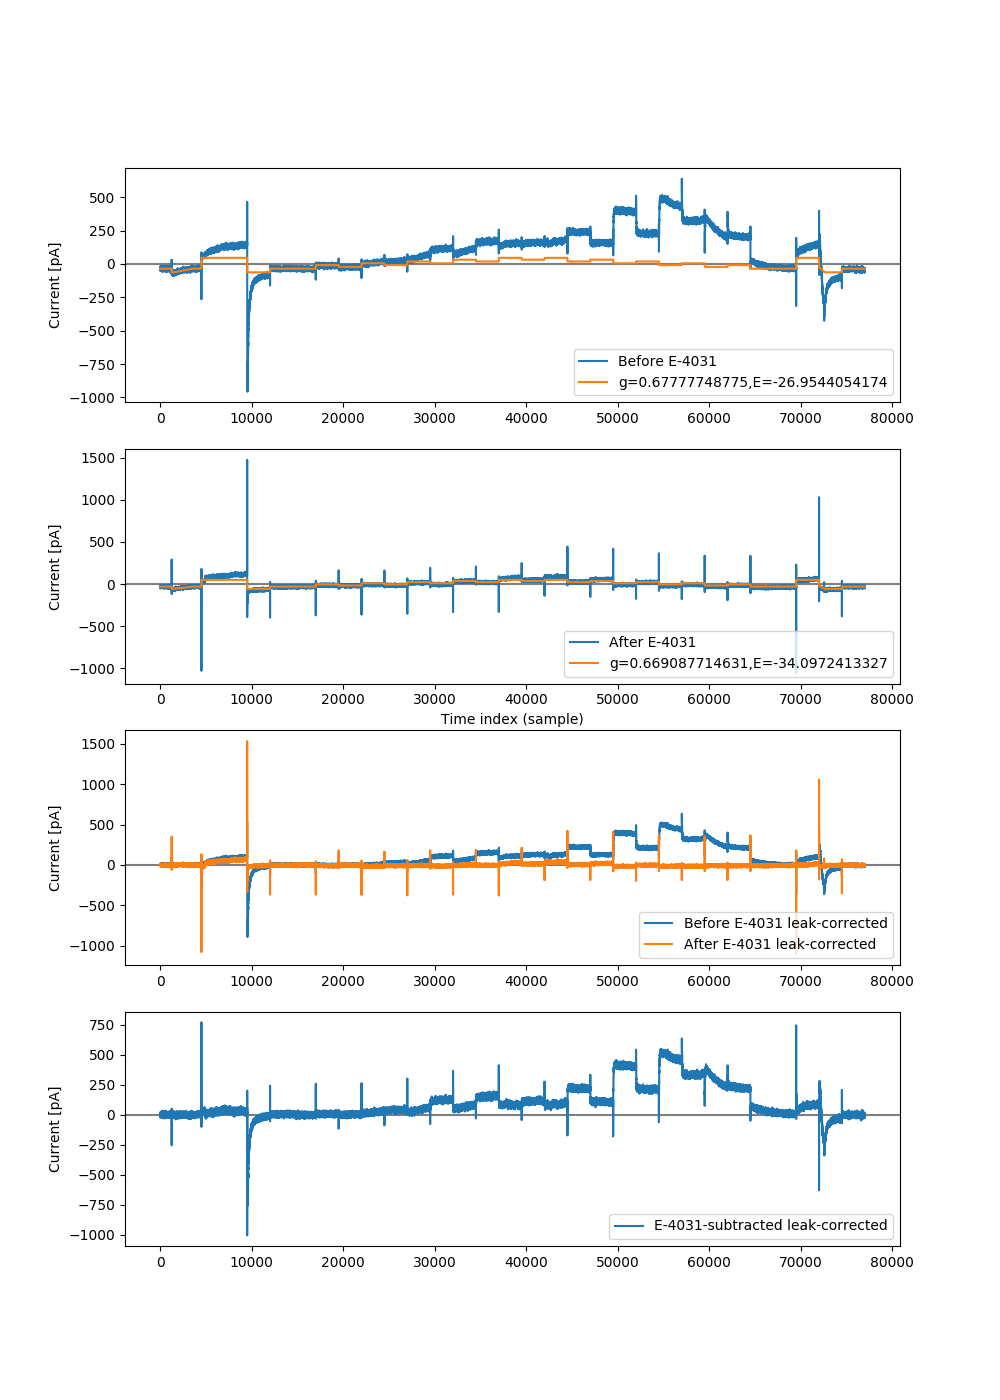 500
250
0
−250
−500
−750
−1000
Current [pA]
Before E-4031
g=0.67777748775,E=-26.9544054174
0 10000 20000 30000 40000 50000 60000 70000 80000
1500
1000
500
0
−500
−1000
Current [pA]
After E-4031
g=0.669087714631,E=-34.0972413327
0 10000 20000 30000 40000 50000 60000 70000 80000
Time index (sample)
1500
1000
500
0
−500
−1000
Current [pA]
Before E-4031 leak-corrected
After E-4031 leak-corrected
0 10000 20000 30000 40000 50000 60000 70000 80000
750
500
250
0
−250
−500
−750
−1000
Current [pA]
E-4031-subtracted leak-corrected
0 10000 20000 30000 40000 50000 60000 70000 80000